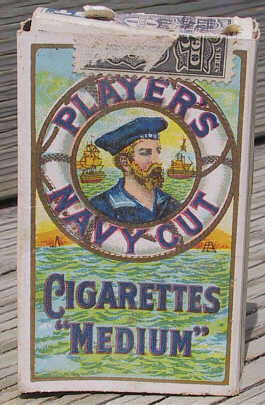 PLAYER'S
NAVY CUT
CIGARETTES
"MEDIUM"